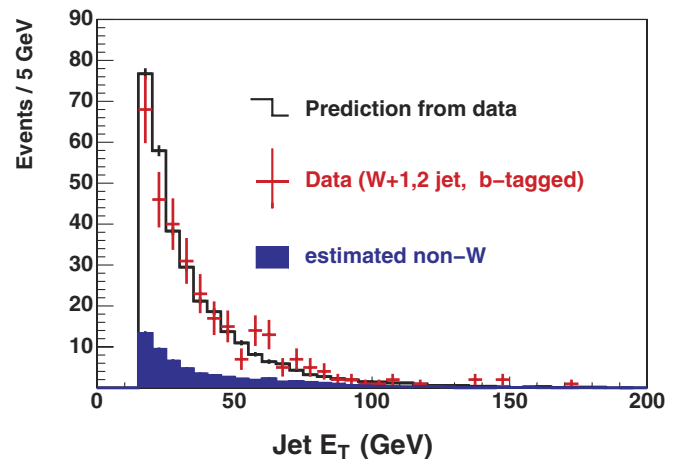 90
80
70
60
50
40
30
20
10
Events / 5 GeV
Prediction from data
Data (W+1,2 jet, b−tagged)
estimated non−W
0 50 100 150 200
Jet E_T (GeV)